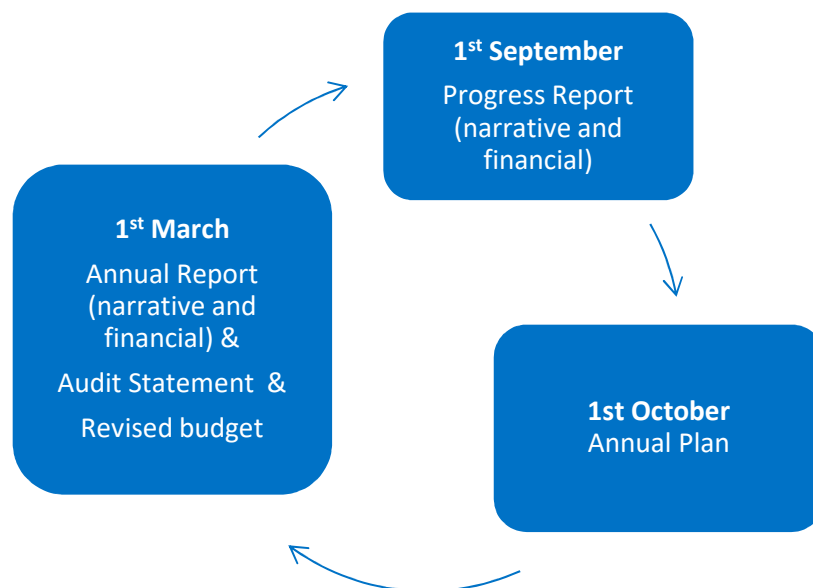 1st September
Progress Report
(narrative and
financial)
1st March
Annual Report
(narrative and
financial) &
Audit Statement &
Revised budget
1st October
Annual Plan